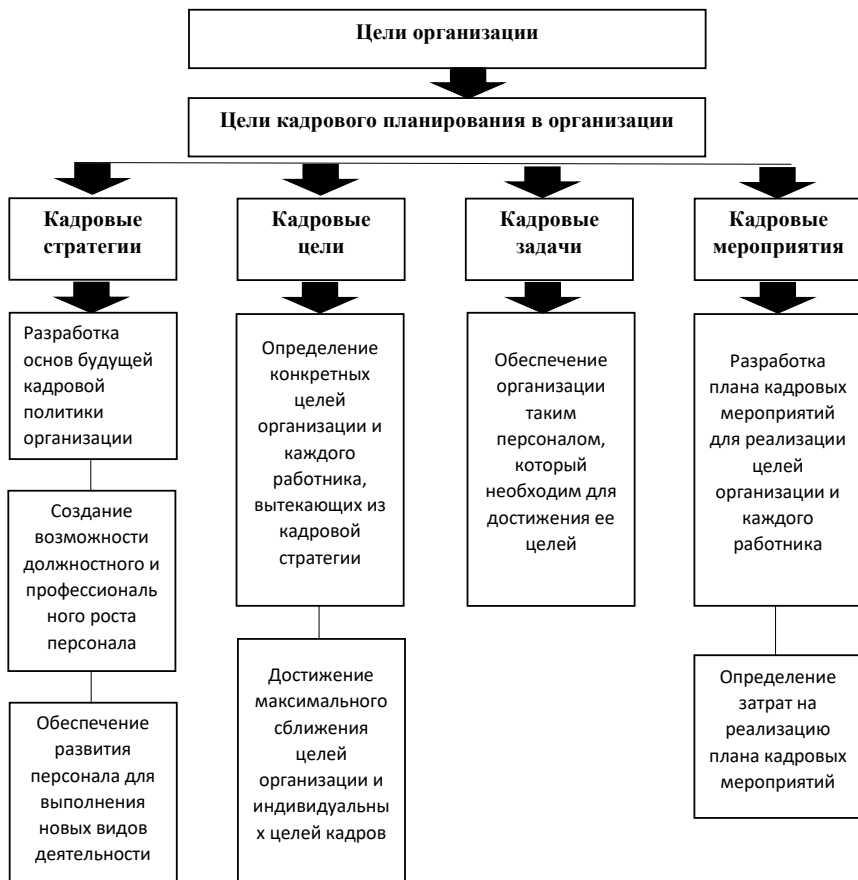 Цели организации
Цели кадрового планирования в организации
Кадровые
стратегии
Кадровые
цели
Кадровые
задачи
Кадровые
мероприятия
Разработка
основ будущей
кадровой
политики
организации
Создание
возможности
должностного и
профессиональ
ного роста
персонала
Обеспечение
развития
персонала для
выполнения
новых видов
деятельности
Определение
конкретных
целей
организации и
каждого
работника,
вытекающих из
кадровой
стратегии
Достижение
максимального
сближения
целей
организации и
индивидуальны
х целей кадров
Обеспечение
организации
таким
персоналом,
который
необходим для
достижения ее
целей
Разработка
плана кадровых
мероприятий
для реализации
целей
организации и
каждого
работника
Определение
затрат на
реализацию
плана кадровых
мероприятий